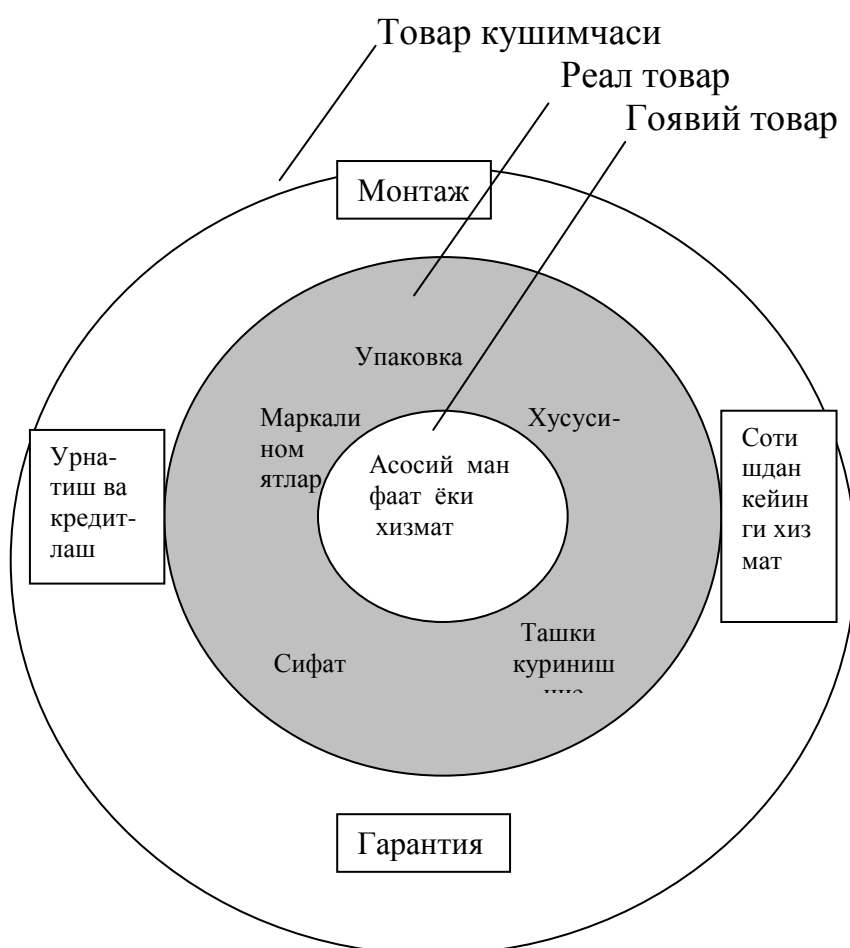 Товар кушимчаси
Реал товар
Гоявий товар
Монтаж
Упаковка
Маркали
ном
ятлар
Хусуси-
Урна-
тиш ва
кредит-
лаш
Асосий ман
фаат ёки
хизмат
Соти
шдан
кейин
ги хиз
мат
Сифат
Ташки
куриниш
Гарантия